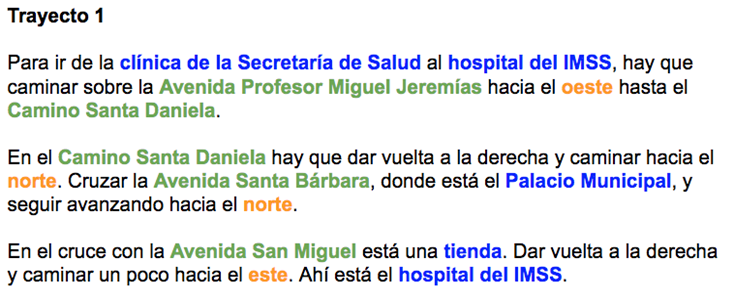 Trayecto 1
Para ir de la clínica de la Secretaría de Salud al hospital del IMSS, hay que
caminar sobre la Avenida Profesor Miguel Jeremías hacia el oeste hasta el
Camino Santa Daniela.
En el Camino Santa Daniela hay que dar vuelta a la derecha y caminar hacia el
norte. Cruzar la Avenida Santa Bárbara, donde está el Palacio Municipal, y
seguir avanzando hacia el norte.
En el cruce con la Avenida San Miguel está una tienda. Dar vuelta a la derecha
y caminar un poco hacia el este. Ahí está el hospital del IMSS.